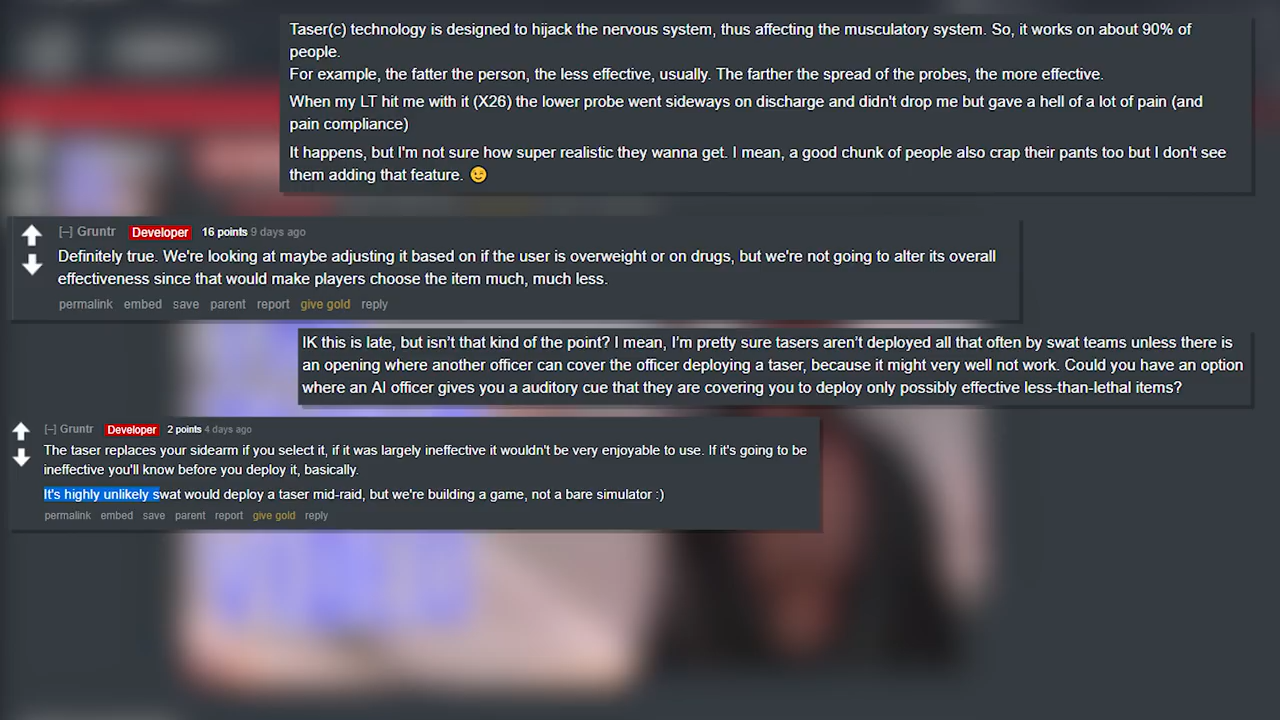 Taser(c) technology is designed to hijack the nervous system, thus affecting the musculatory system. So, it works on about 90% of
people.
For example, the fatter the person, the less effective, usually. The farther the spread of the probes, the more effective.
When my LT hit me with it (X26) the lower probe went sideways on discharge and didn't drop me but gave a hell of a lot of pain (and
pain compliance)
It happens, but I'm not sure how super realistic they wanna get. I mean, a good chunk of people also crap their pants too but I don't see
them adding that feature. 😉
[–] Gruntr Developer 16 points 9 days ago
Definitely true. We're looking at maybe adjusting it based on if the user is overweight or on drugs, but we're not going to alter its overall
effectiveness since that would make players choose the item much, much less.
permalink embed save parent report give gold reply
IK this is late, but isn't that kind of the point? I mean, I'm pretty sure tasers aren't deployed all that often by swat teams unless there is
an opening where another officer can cover the officer deploying a taser, because it might very well not work. Could you have an option
where an AI officer gives you a auditory cue that they are covering you to deploy only possibly effective less-than-lethal items?
[–] Gruntr Developer 2 points 4 days ago
The taser replaces your sidearm if you select it, if it was largely ineffective it wouldn't be very enjoyable to use. If it's going to be
ineffective you'll know before you deploy it, basically.
It's highly unlikely swat would deploy a taser mid-raid, but we're building a game, not a bare simulator :)
permalink embed save parent report give gold reply